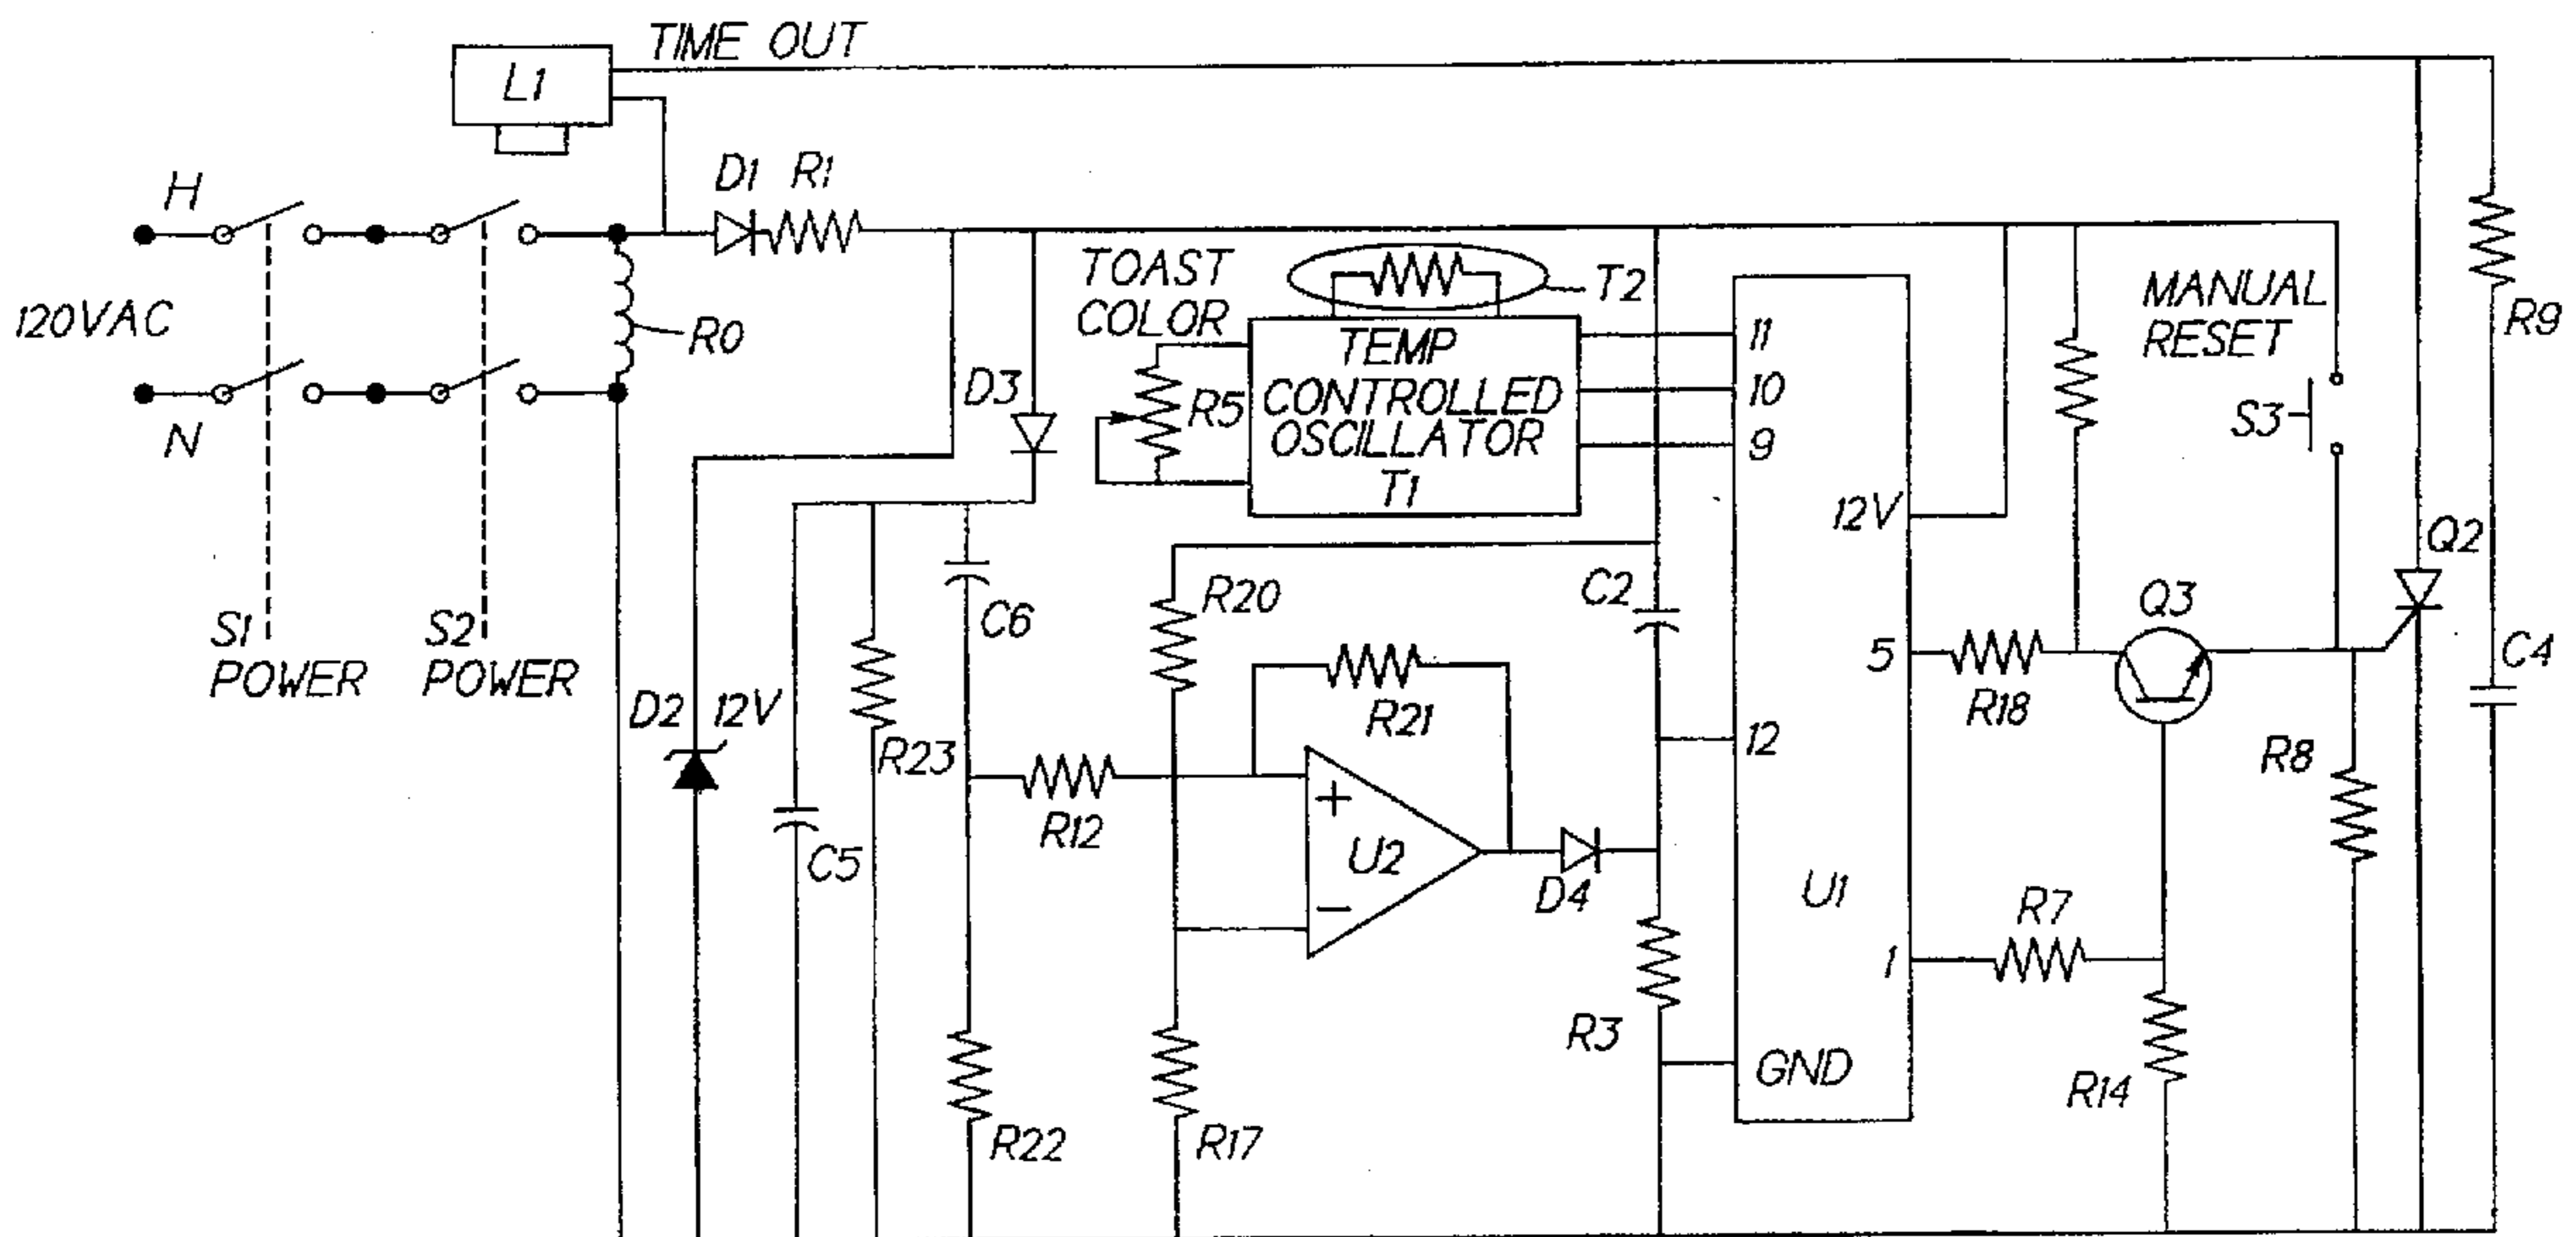 TIME OUT
L1
H
D1 R1
120VAC
R0
N
S1
POWER
S2
POWER
D2 12V
D3
C5
R23
C6
R12
R22
TOAST
COLOR
R5
T2
TEMP
CONTROLLED
OSCILLATOR
T1
R20
R21
C2
+
U2
−
D4
R17
R3
11
10
9
12V
5
12
U1
1
GND
R18
Q3
R7
R14
MANUAL
RESET
S3
Q2
R8
R9
C4